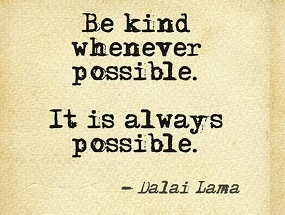 Be kind
whenever
possible.
It is always
possible.
– Dalai Lama